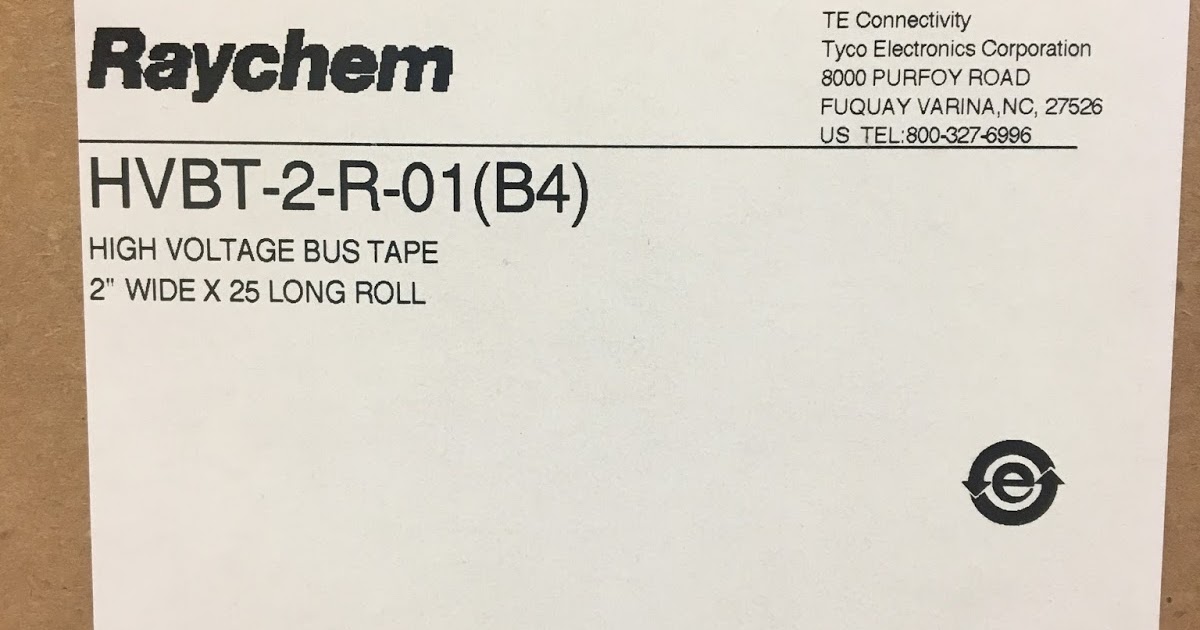 Raychem
TE Connectivity
Tyco Electronics Corporation
8000 PURFOY ROAD
FUQUAY VARINA,NC, 27526
US TEL:800-327-6996
HVBT-2-R-01(B4)
HIGH VOLTAGE BUS TAPE
2" WIDE X 25 LONG ROLL
e